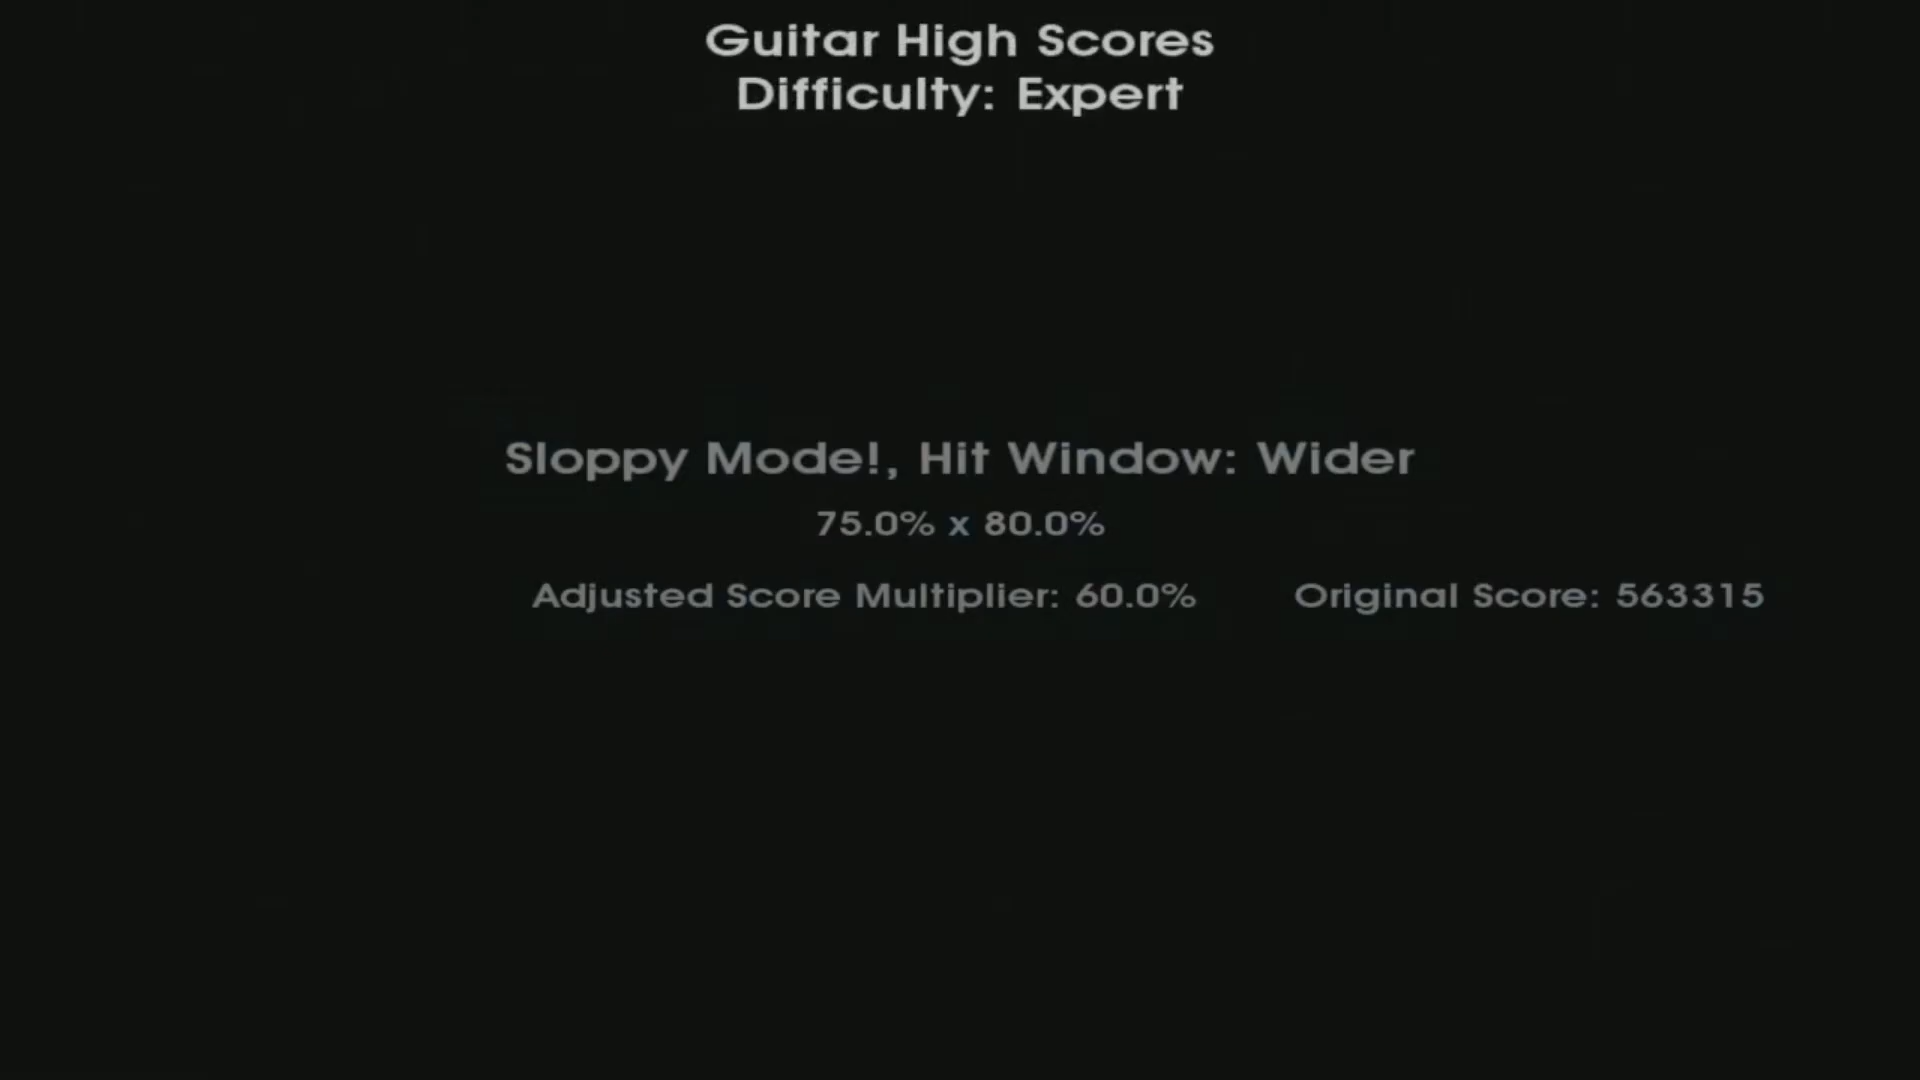 Guitar High Scores
Difficulty: Expert
Sloppy Mode!, Hit Window: Wider
75.0% x 80.0%
Adjusted Score Multiplier: 60.0% Original Score: 563315